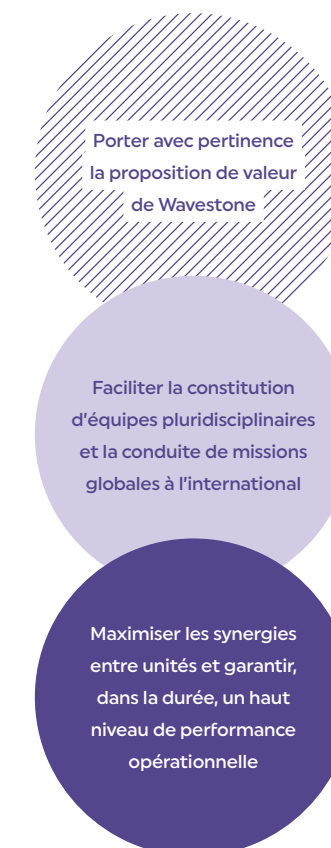 Porter avec pertinence
la proposition de valeur
de Wavestone
Faciliter la constitution
d'équipes pluridisciplinaires
et la conduite de missions
globales à l'international
Maximiser les synergies
entre unités et garantir,
dans la durée, un haut
niveau de performance
opérationnelle